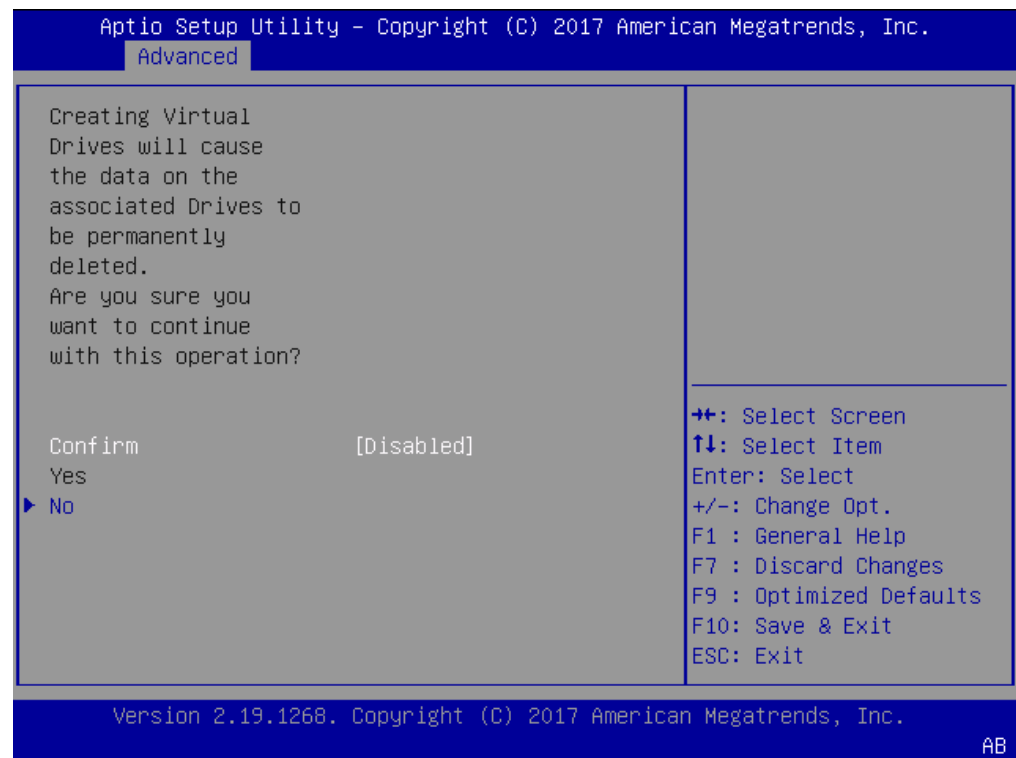 Aptio Setup Utility – Copyright (C) 2017 American Megatrends, Inc.
Advanced
Creating Virtual
Drives will cause
the data on the
associated Drives to
be permanently
deleted.
Are you sure you
want to continue
with this operation?
Confirm [Disabled]
Yes
▶ No
→←: Select Screen
↑↓: Select Item
Enter: Select
+/-: Change Opt.
F1 : General Help
F7 : Discard Changes
F9 : Optimized Defaults
F10: Save & Exit
ESC: Exit
Version 2.19.1268. Copyright (C) 2017 American Megatrends, Inc.
AB